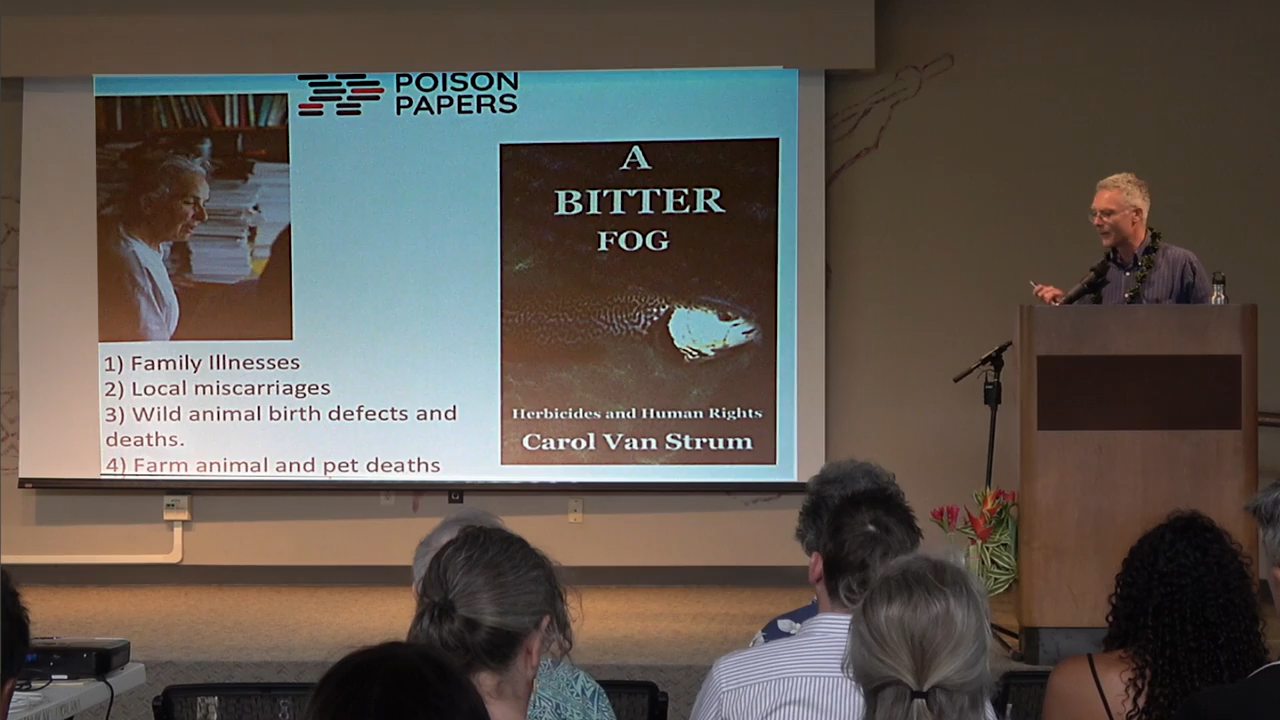 POISON
PAPERS
A
BITTER
FOG
Herbicides and Human Rights
Carol Van Strum
1) Family Illnesses
2) Local miscarriages
3) Wild animal birth defects and
deaths.
4) Farm animal and pet deaths